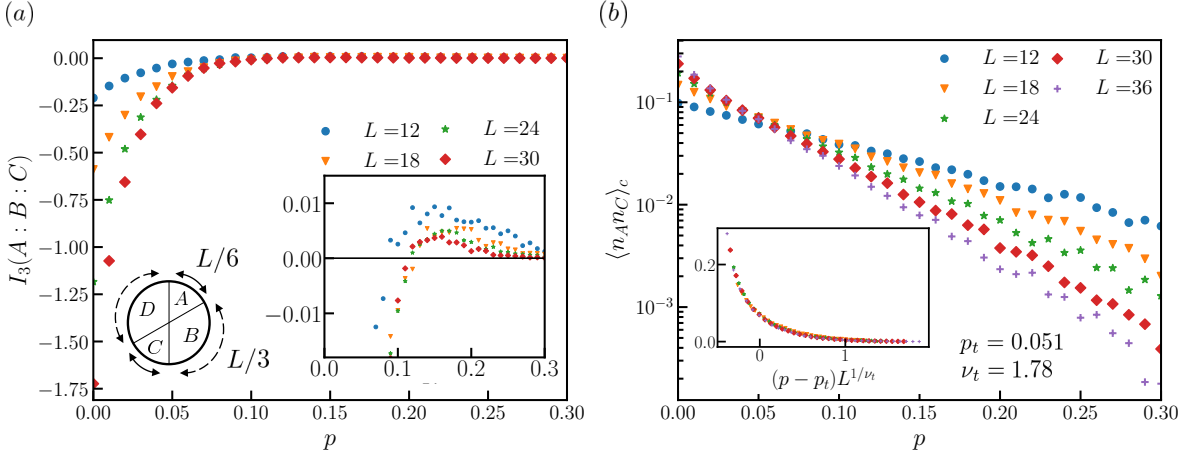 (a)
I₃(A : B : C)
0.00
−0.25
−0.50
−0.75
−1.00
−1.25
−1.50
−1.75
0.00 0.05 0.10 0.15 0.20 0.25 0.30
p
L =12 L =24
L =18 L =30
0.01
0.00
−0.01
0.1 0.2 0.3
L/6
D A
B
C
L/3
(b)
⟨n_A n_C⟩_c
10⁻¹
10⁻²
10⁻³
0.00 0.05 0.10 0.15 0.20 0.25 0.30
p
L =12 L =30
L =18 L =36
L =24
0.2
0.0
0 1
(p − p_t)L^{1/ν_t}
p_t = 0.051
ν_t = 1.78